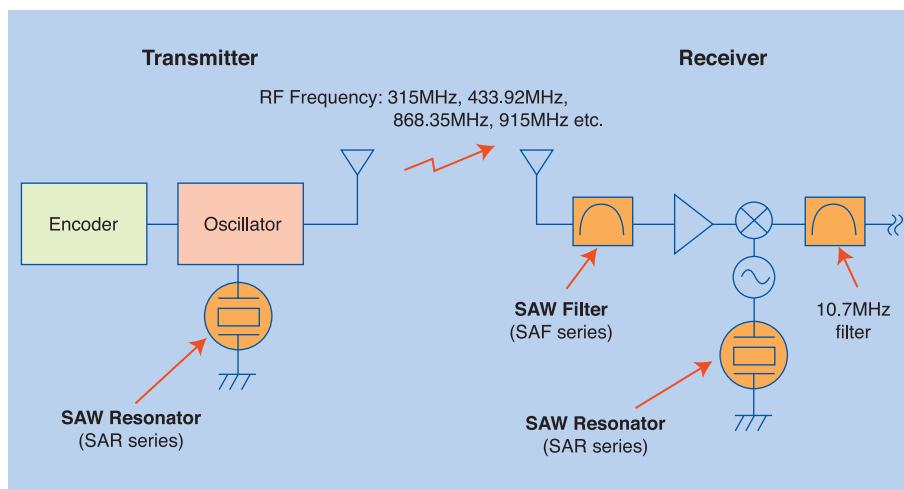 Transmitter
Receiver
RF Frequency: 315MHz, 433.92MHz,
868.35MHz, 915MHz etc.
Encoder
Oscillator
SAW Filter
(SAF series)
10.7MHz
filter
SAW Resonator
(SAR series)
SAW Resonator
(SAR series)